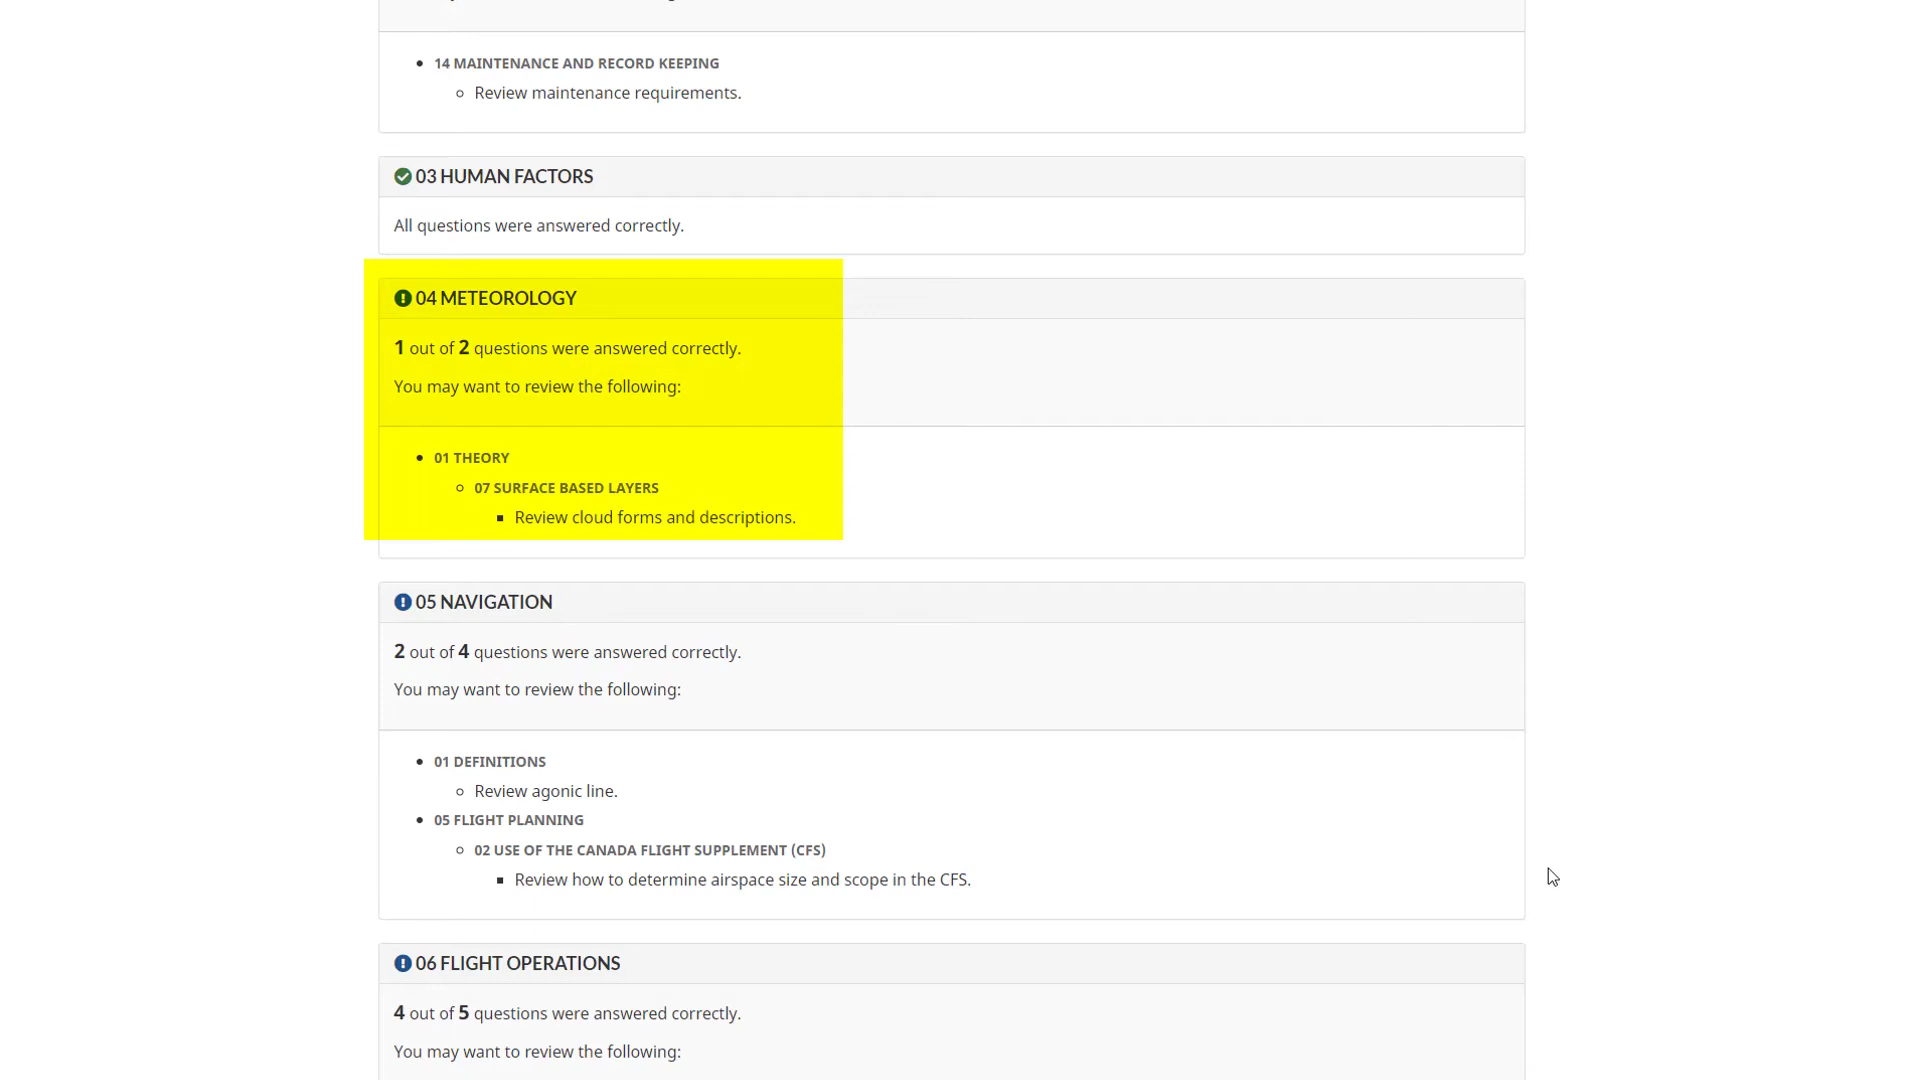 14 MAINTENANCE AND RECORD KEEPING
Review maintenance requirements.
03 HUMAN FACTORS
All questions were answered correctly.
04 METEOROLOGY
1 out of 2 questions were answered correctly.
You may want to review the following:
01 THEORY
07 SURFACE BASED LAYERS
Review cloud forms and descriptions.
05 NAVIGATION
2 out of 4 questions were answered correctly.
You may want to review the following:
01 DEFINITIONS
Review agonic line.
05 FLIGHT PLANNING
02 USE OF THE CANADA FLIGHT SUPPLEMENT (CFS)
Review how to determine airspace size and scope in the CFS.
06 FLIGHT OPERATIONS
4 out of 5 questions were answered correctly.
You may want to review the following: